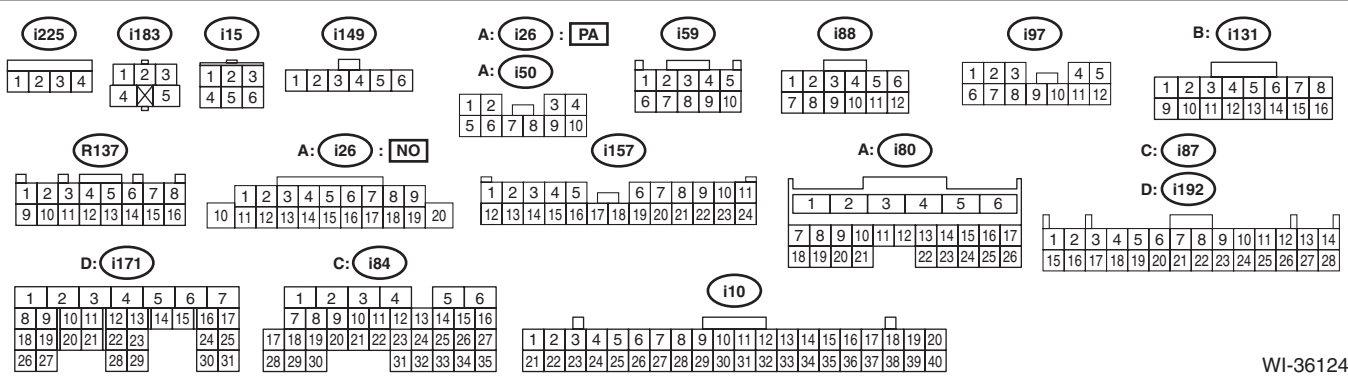 i225 i183 i15 i149 A: i26 : PA i59 i88 i97 B: i131
A: i50
1 2 3 4
1 2 3
4 5
1 2 3
4 5 6
1 2 3 4 5 6
1 2 3 4
5 6 7 8 9 10
1 2 3 4 5
6 7 8 9 10
1 2 3 4 5 6
7 8 9 10 11 12
1 2 3 4 5
6 7 8 9 10 11 12
1 2 3 4 5 6 7 8
9 10 11 12 13 14 15 16
R137 A: i26 : NO i157 A: i80 C: i87
D: i192
1 2 3 4 5 6 7 8
9 10 11 12 13 14 15 16
1 2 3 4 5 6 7 8 9
10 11 12 13 14 15 16 17 18 19 20
1 2 3 4 5 6 7 8 9 10 11
12 13 14 15 16 17 18 19 20 21 22 23 24
1 2 3 4 5 6
7 8 9 10 11 12 13 14 15 16 17
18 19 20 21 22 23 24 25 26
1 2 3 4 5 6 7 8 9 10 11 12 13 14
15 16 17 18 19 20 21 22 23 24 25 26 27 28
D: i171 C: i84 i10
1 2 3 4 5 6 7
8 9 10 11 12 13 14 15 16 17
18 19 20 21 22 23 24 25
26 27 28 29 30 31
1 2 3 4 5 6
7 8 9 10 11 12 13 14 15 16
17 18 19 20 21 22 23 24 25 26 27
28 29 30 31 32 33 34 35
1 2 3 4 5 6 7 8 9 10 11 12 13 14 15 16 17 18 19 20
21 22 23 24 25 26 27 28 29 30 31 32 33 34 35 36 37 38 39 40
WI-36124